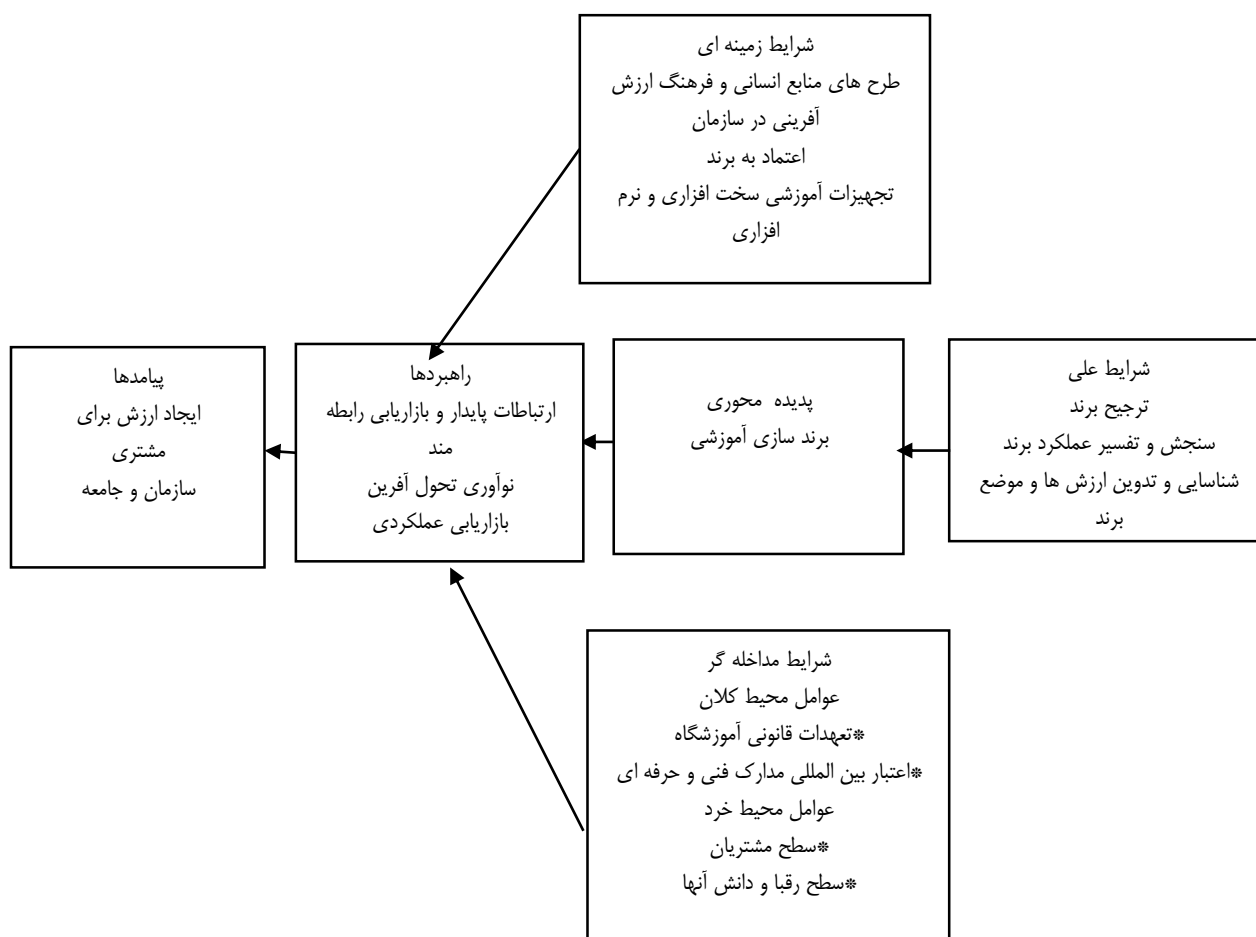 شرایط زمینه ای
طرح های منابع انسانی و فرهنگ ارزش
آفرینی در سازمان
اعتماد به برند
تجهیزات آموزشی سخت افزاری و نرم
افزاری
شرایط علی
ترجیح برند
سنجش و تفسیر عملکرد برند
شناسایی و تدوین ارزش ها و موضع
برند
پدیده محوری
برند سازی آموزشی
راهبردها
ارتباطات پایدار و بازاریابی رابطه
مند
نوآوری تحول آفرین
بازاریابی عملکردی
پیامدها
ایجاد ارزش برای
مشتری
سازمان و جامعه
شرایط مداخله گر
عوامل محیط کلان
*تعهدات قانونی آموزشگاه
*اعتبار بین المللی مدارک فنی و حرفه ای
عوامل محیط خرد
*سطح مشتریان
*سطح رقبا و دانش آنها